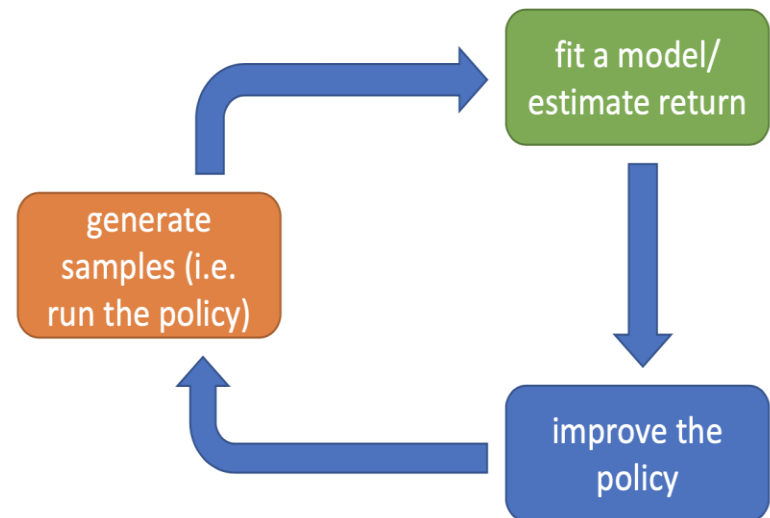 fit a model/
estimate return
generate
samples (i.e.
run the policy)
improve the
policy